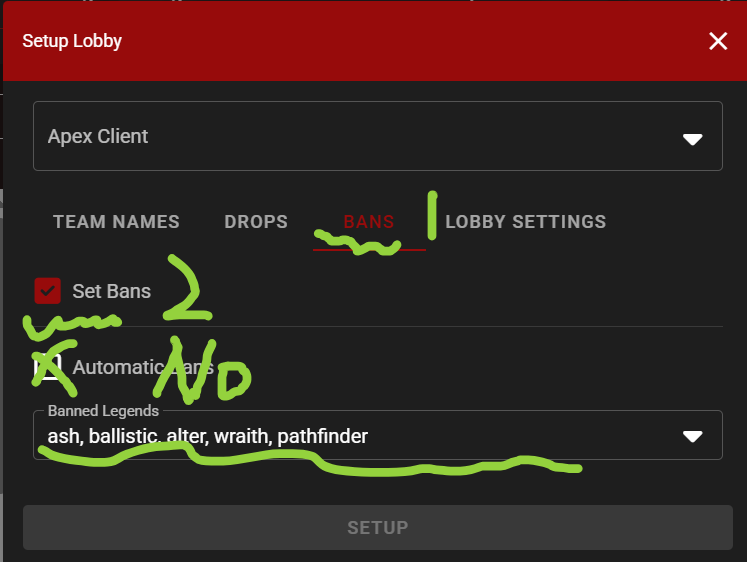 Setup Lobby
Apex Client
TEAM NAMES DROPS BANS 1 LOBBY SETTINGS
Set Bans 2
Automatic Bans NO
Banned Legends
ash, ballistic, alter, wraith, pathfinder
SETUP